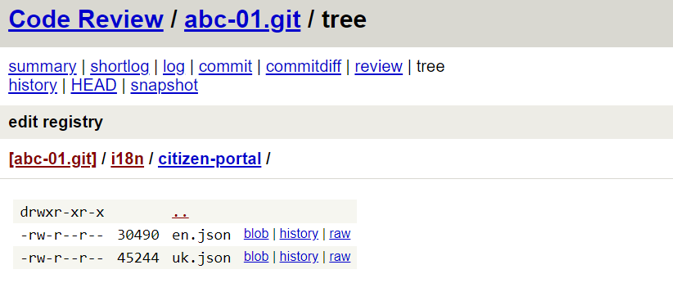 Code Review / abc-01.git / tree
summary | shortlog | log | commit | commitdiff | review | tree
history | HEAD | snapshot
edit registry
[abc-01.git] / i18n / citizen-portal /
drwxr-xr-x ..
-rw-r--r-- 30490 en.json blob | history | raw
-rw-r--r-- 45244 uk.json blob | history | raw